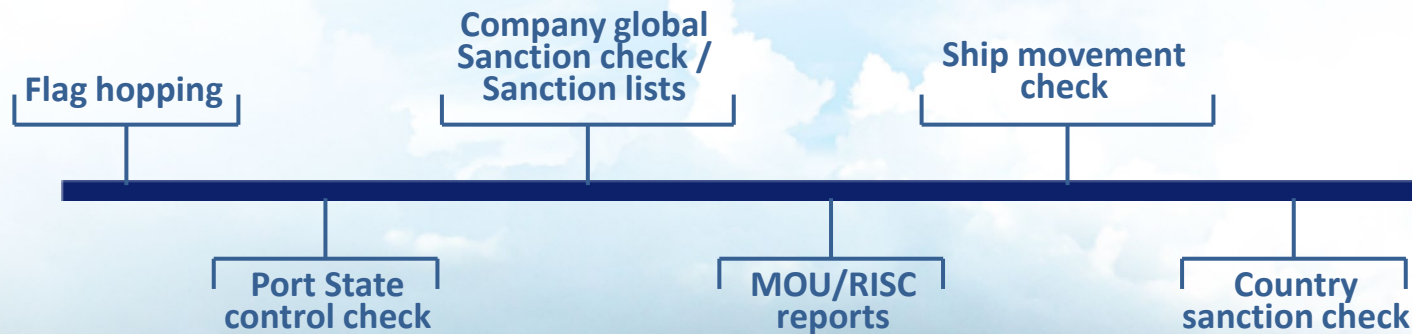 Flag hopping
Company global
Sanction check /
Sanction lists
Ship movement
check
Port State
control check
MOU/RISC
reports
Country
sanction check